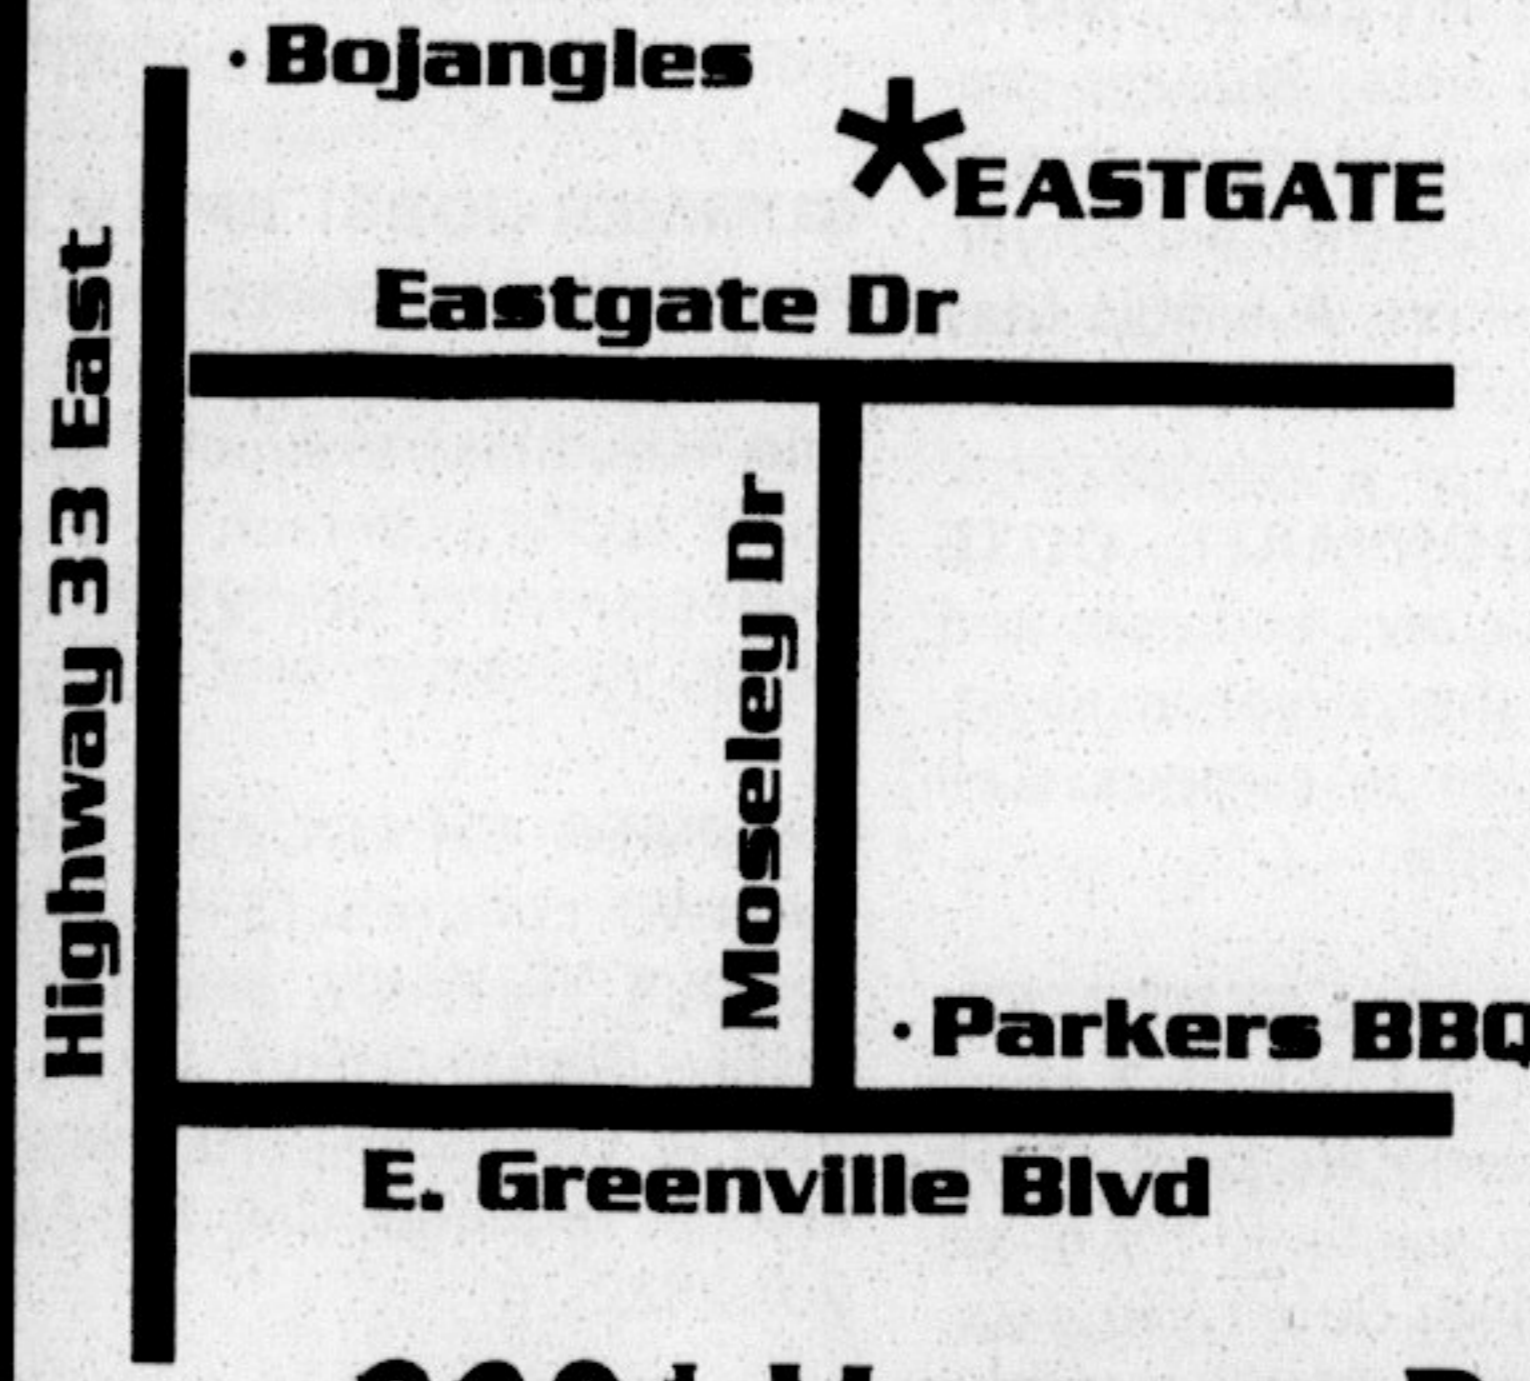 · Bojangles
*EASTGATE
Eastgate Dr
Highway 33 East
Moseley Dr
· Parkers BBQ
E. Greenville Blvd